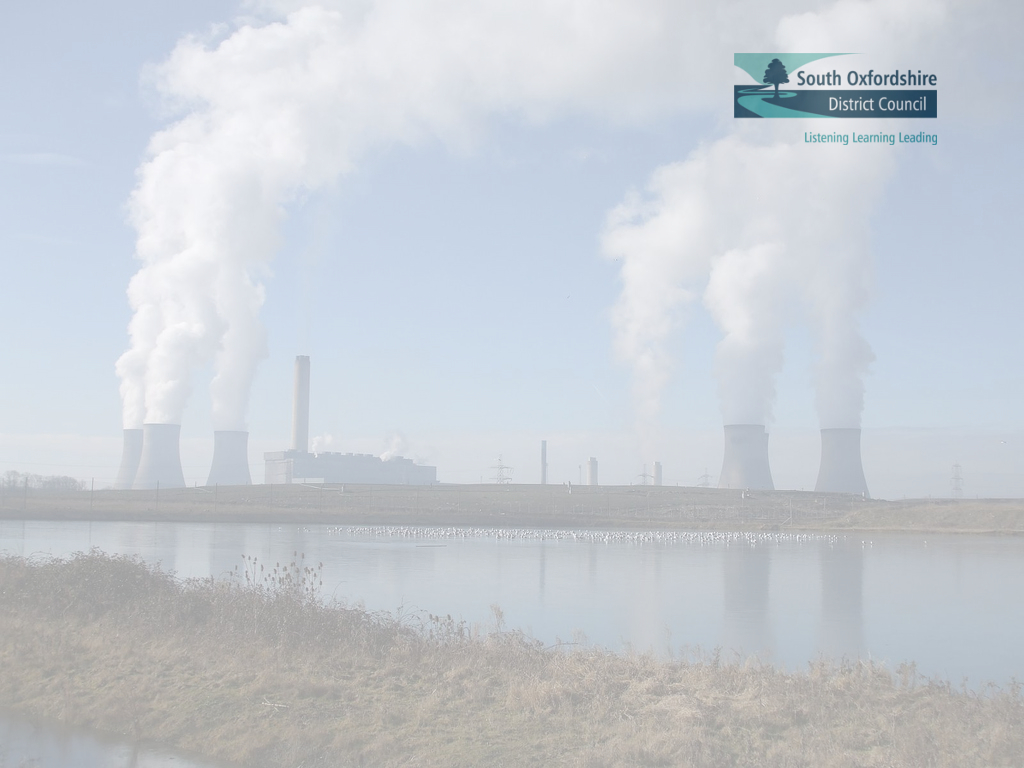 South Oxfordshire
District Council
Listening Learning Leading